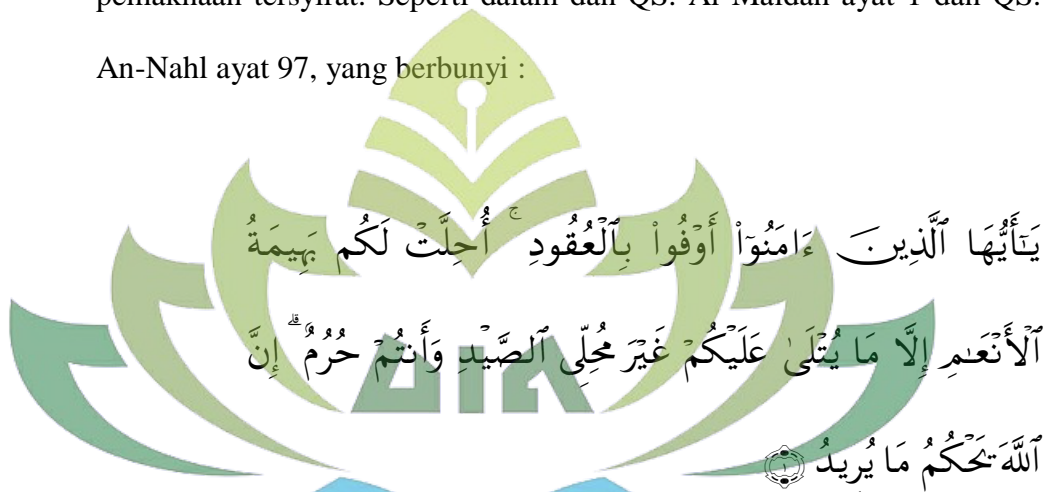 pemaknaan tersyirat. Seperti dalam dan QS. Al Maidah ayat 1 dan QS.
An-Nahl ayat 97, yang berbunyi :
يَـٰٓأَيُّهَا ٱلَّذِينَ ءَامَنُوٓا۟ أَوْفُوا۟ بِٱلْعُقُودِ ۚ أُحِلَّتْ لَكُم بَهِيمَةُ
ٱلْأَنْعَـٰمِ إِلَّا مَا يُتْلَىٰ عَلَيْكُمْ غَيْرَ مُحِلِّى ٱلصَّيْدِ وَأَنتُمْ حُرُمٌ ۗ إِنَّ
ٱللَّهَ يَحْكُمُ مَا يُرِيدُ ۝١